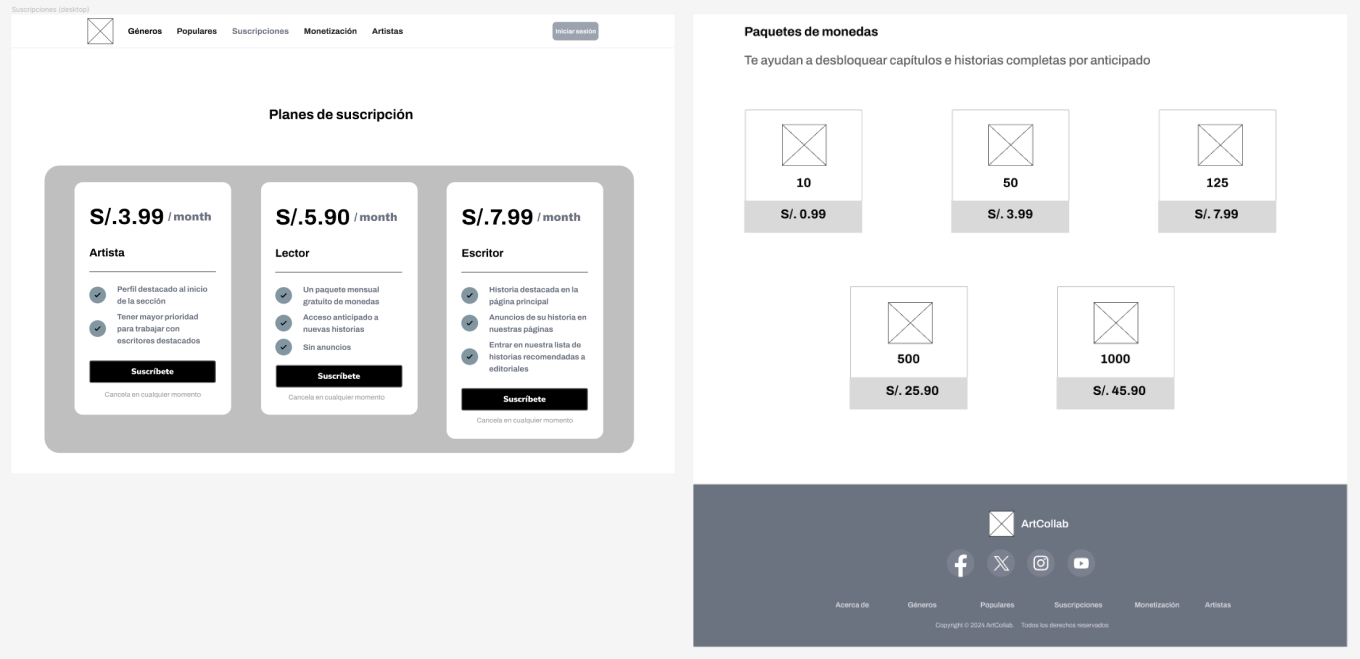 Suscripciones (desktop)
Géneros Populares Suscripciones Monetización Artistas Iniciar sesión
Planes de suscripción
S/.3.99 / month
Artista
Perfil destacado al inicio
de la sección
Tener mayor prioridad
para trabajar con
escritores destacados
Suscríbete
Cancela en cualquier momento
S/.5.90 / month
Lector
Un paquete mensual
gratuito de monedas
Acceso anticipado a
nuevas historias
Sin anuncios
Suscríbete
Cancela en cualquier momento
S/.7.99 / month
Escritor
Historia destacada en la
página principal
Anuncios de su historia en
nuestras páginas
Entrar en nuestra lista de
historias recomendadas a
editoriales
Suscríbete
Cancela en cualquier momento
Paquetes de monedas
Te ayudan a desbloquear capítulos e historias completas por anticipado
10
S/. 0.99
50
S/. 3.99
125
S/. 7.99
500
S/. 25.90
1000
S/. 45.90
ArtCollab
Acerca de Géneros Populares Suscripciones Monetización Artistas
Copyright © 2024 ArtCollab. Todos los derechos reservados